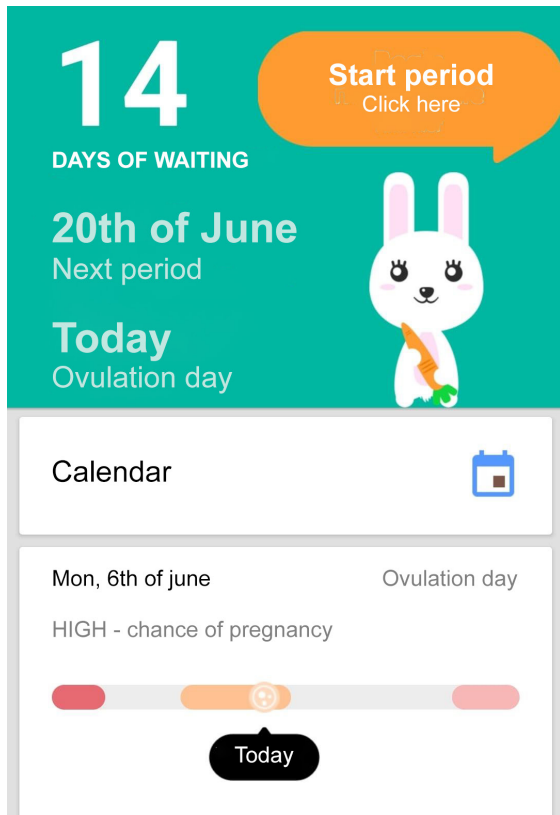 14
DAYS OF WAITING
Start period
Click here
20th of June
Next period
Today
Ovulation day
Calendar
Mon, 6th of june
Ovulation day
HIGH - chance of pregnancy
Today